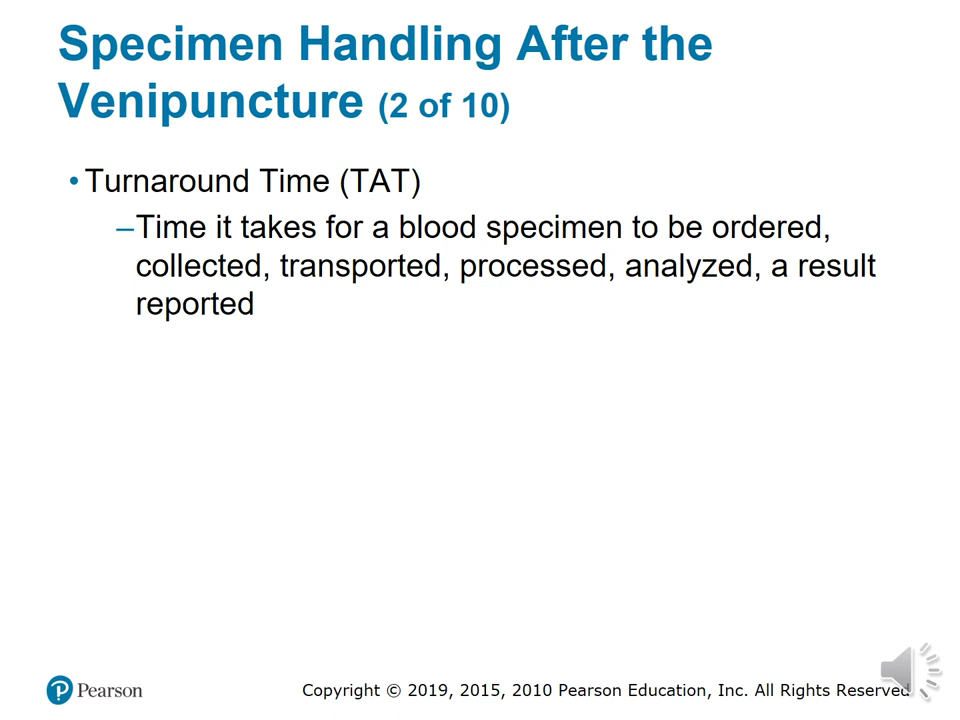 Specimen Handling After the
Venipuncture (2 of 10)
• Turnaround Time (TAT)
–Time it takes for a blood specimen to be ordered,
collected, transported, processed, analyzed, a result
reported
Pearson
Copyright © 2019, 2015, 2010 Pearson Education, Inc. All Rights Reserved